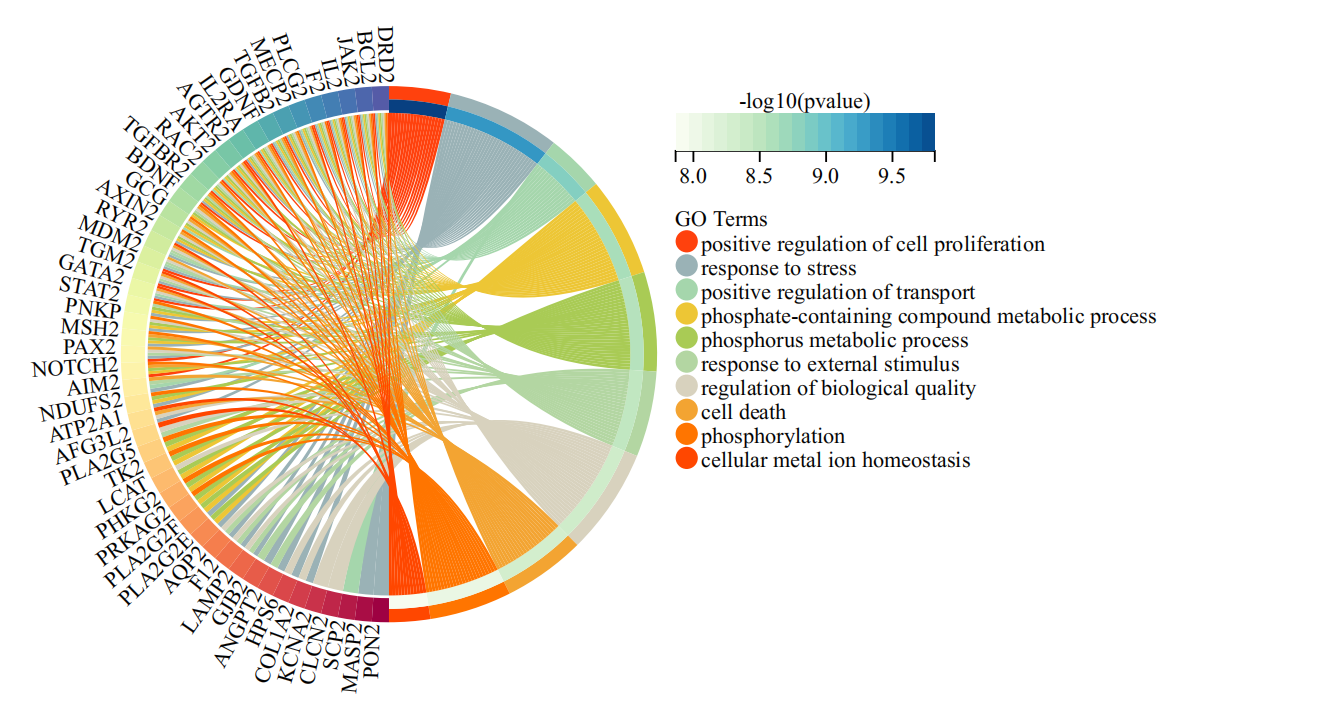 DRD2
BCL2
JAK2
IL2
F2
PLCG2
MECP2
TGFB2
GDNF
IL2RA
AGTR2
AKT2
RAC2
TGFBR2
BDNF
GCG
AXIN2
RYR2
MDM2
TGM2
GATA2
STAT2
PNKP
MSH2
PAX2
NOTCH2
AIM2
NDUFS2
ATP2A1
AFG3L2
PLA2G5
TK2
LCAT
PHKG2
PRKAG2
PLA2G2F
PLA2G2E
AQP2
F12
LAMP2
GJB2
ANGPT2
HPS6
COL1A2
KCNA2
CLCN2
SCP2
MASP2
PON2
-log10(pvalue)
8.0 8.5 9.0 9.5
GO Terms
positive regulation of cell proliferation
response to stress
positive regulation of transport
phosphate-containing compound metabolic process
phosphorus metabolic process
response to external stimulus
regulation of biological quality
cell death
phosphorylation
cellular metal ion homeostasis